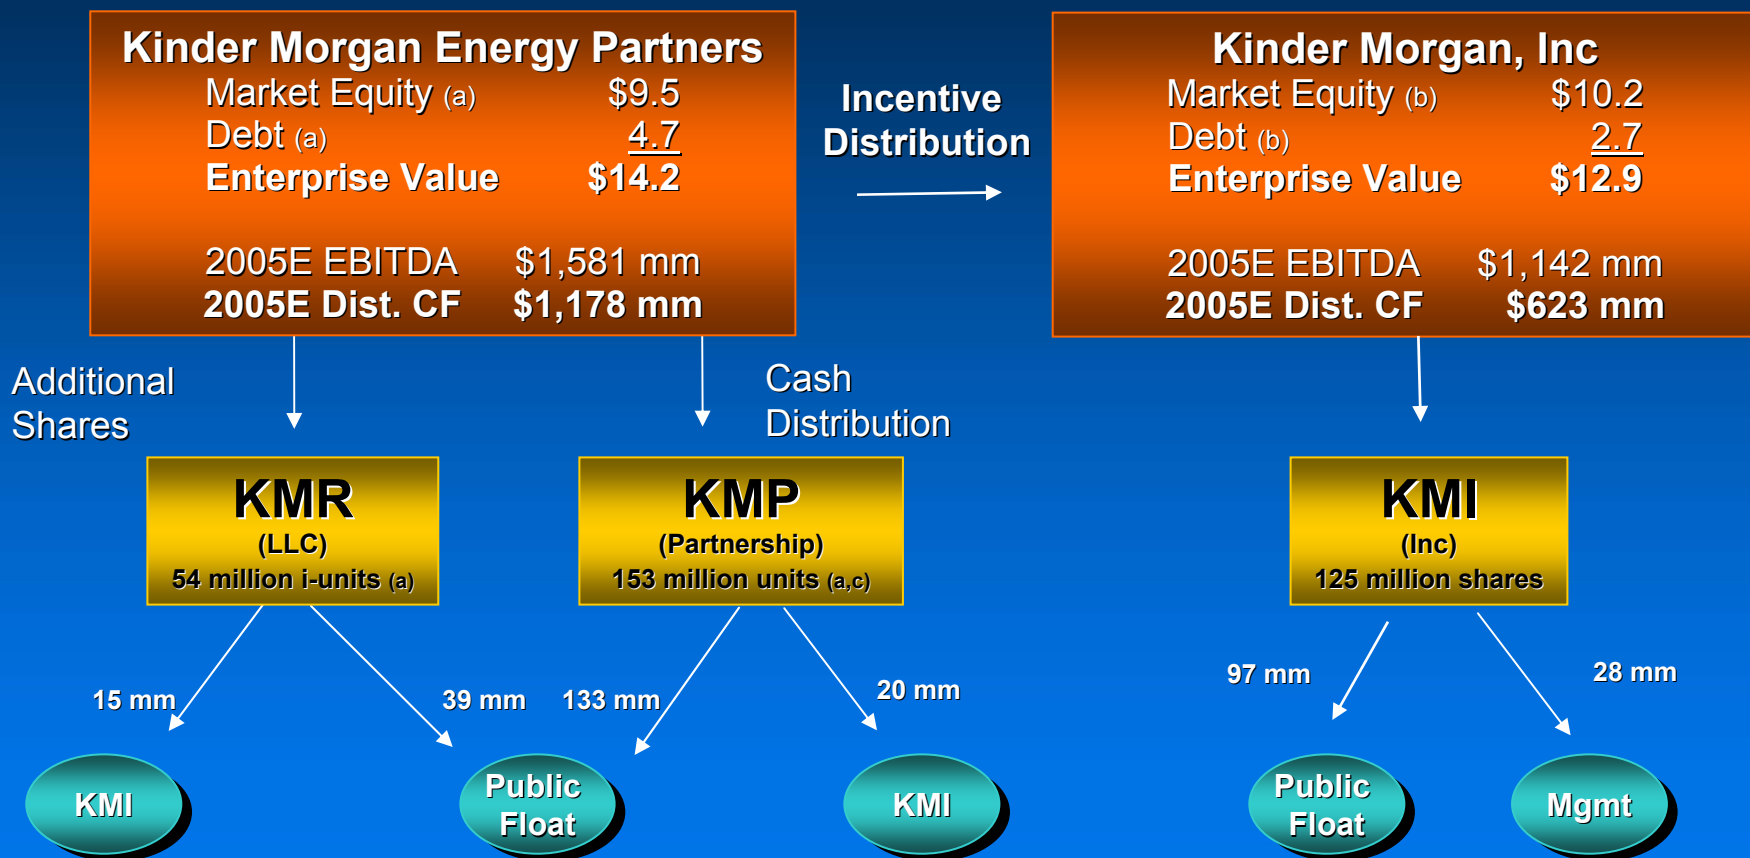 Kinder Morgan Energy Partners
Market Equity (a) $9.5
Debt (a) 4.7
Enterprise Value $14.2
2005E EBITDA $1,581 mm
2005E Dist. CF $1,178 mm
Incentive
Distribution
Kinder Morgan, Inc
Market Equity (b) $10.2
Debt (b) 2.7
Enterprise Value $12.9
2005E EBITDA $1,142 mm
2005E Dist. CF $623 mm
Additional
Shares
Cash
Distribution
KMR
(LLC)
54 million i-units (a)
KMP
(Partnership)
153 million units (a,c)
KMI
(Inc)
125 million shares
15 mm
39 mm
133 mm
20 mm
97 mm
28 mm
KMI
Public
Float
KMI
Public
Float
Mgmt